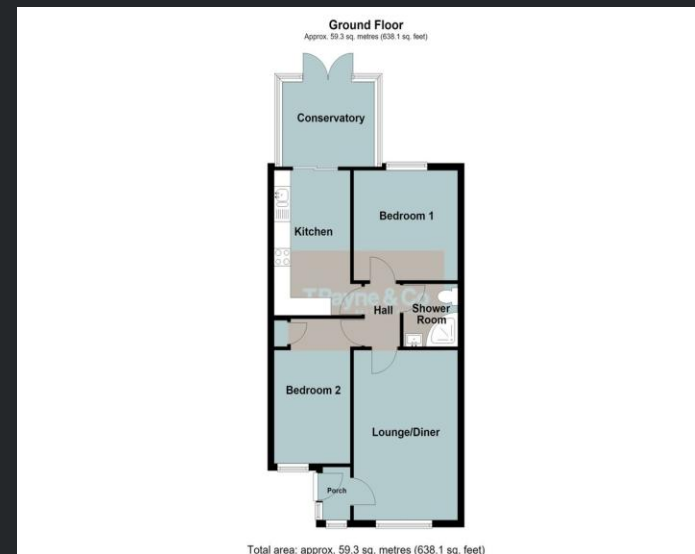 Ground Floor
Approx. 59.3 sq. metres (638.1 sq. feet)
Conservatory
Kitchen
Bedroom 1
T Payne & Co
Hall
Shower
Room
Bedroom 2
Lounge/Diner
Porch
Total area: approx. 59.3 sq. metres (638.1 sq. feet)